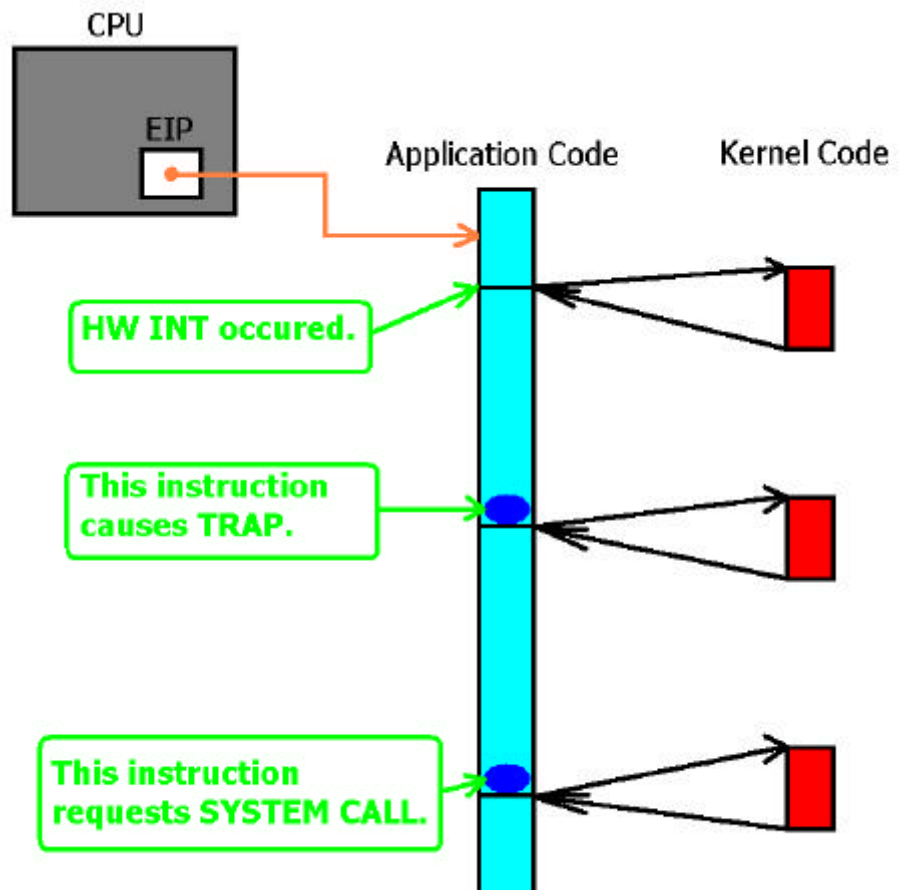 CPU
EIP
Application Code
Kernel Code
HW INT occured.
This instruction
causes TRAP.
This instruction
requests SYSTEM CALL.